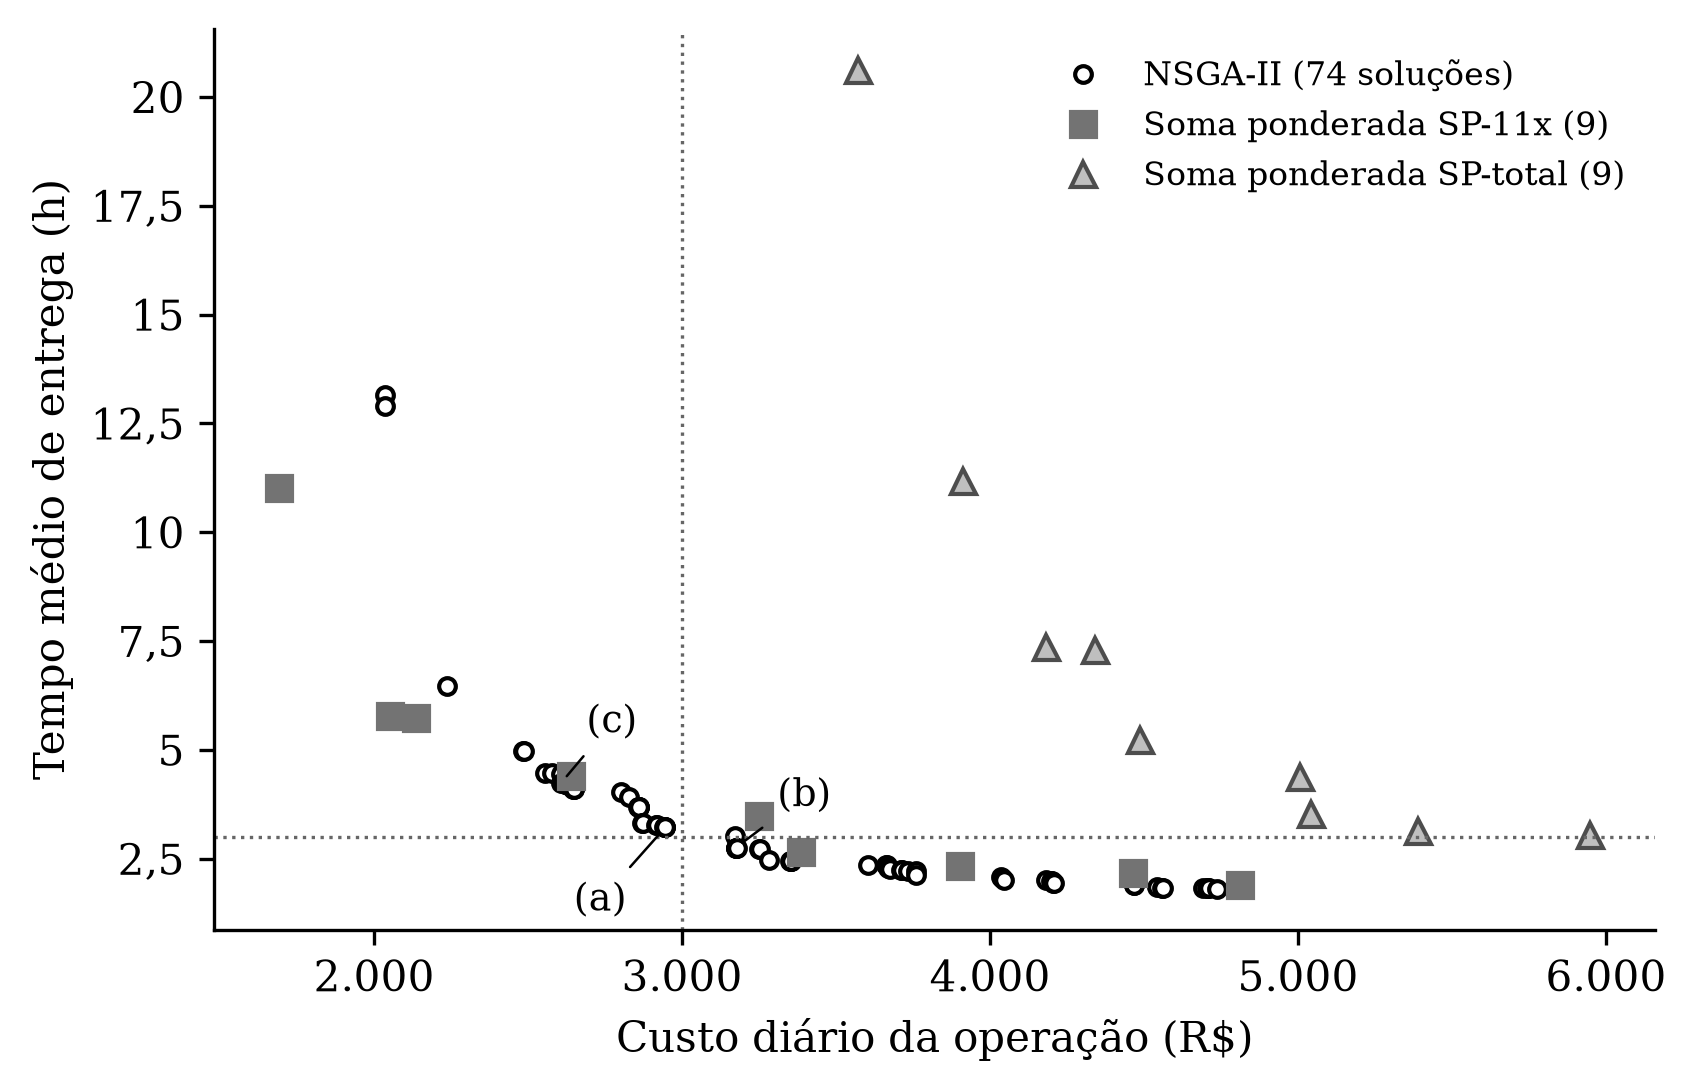 NSGA-II (74 soluções)
Soma ponderada SP-11x (9)
Soma ponderada SP-total (9)
Tempo médio de entrega (h)
20
17,5
15
12,5
10
7,5
5
2,5
(c)
(b)
(a)
2.000 3.000 4.000 5.000 6.000
Custo diário da operação (R$)